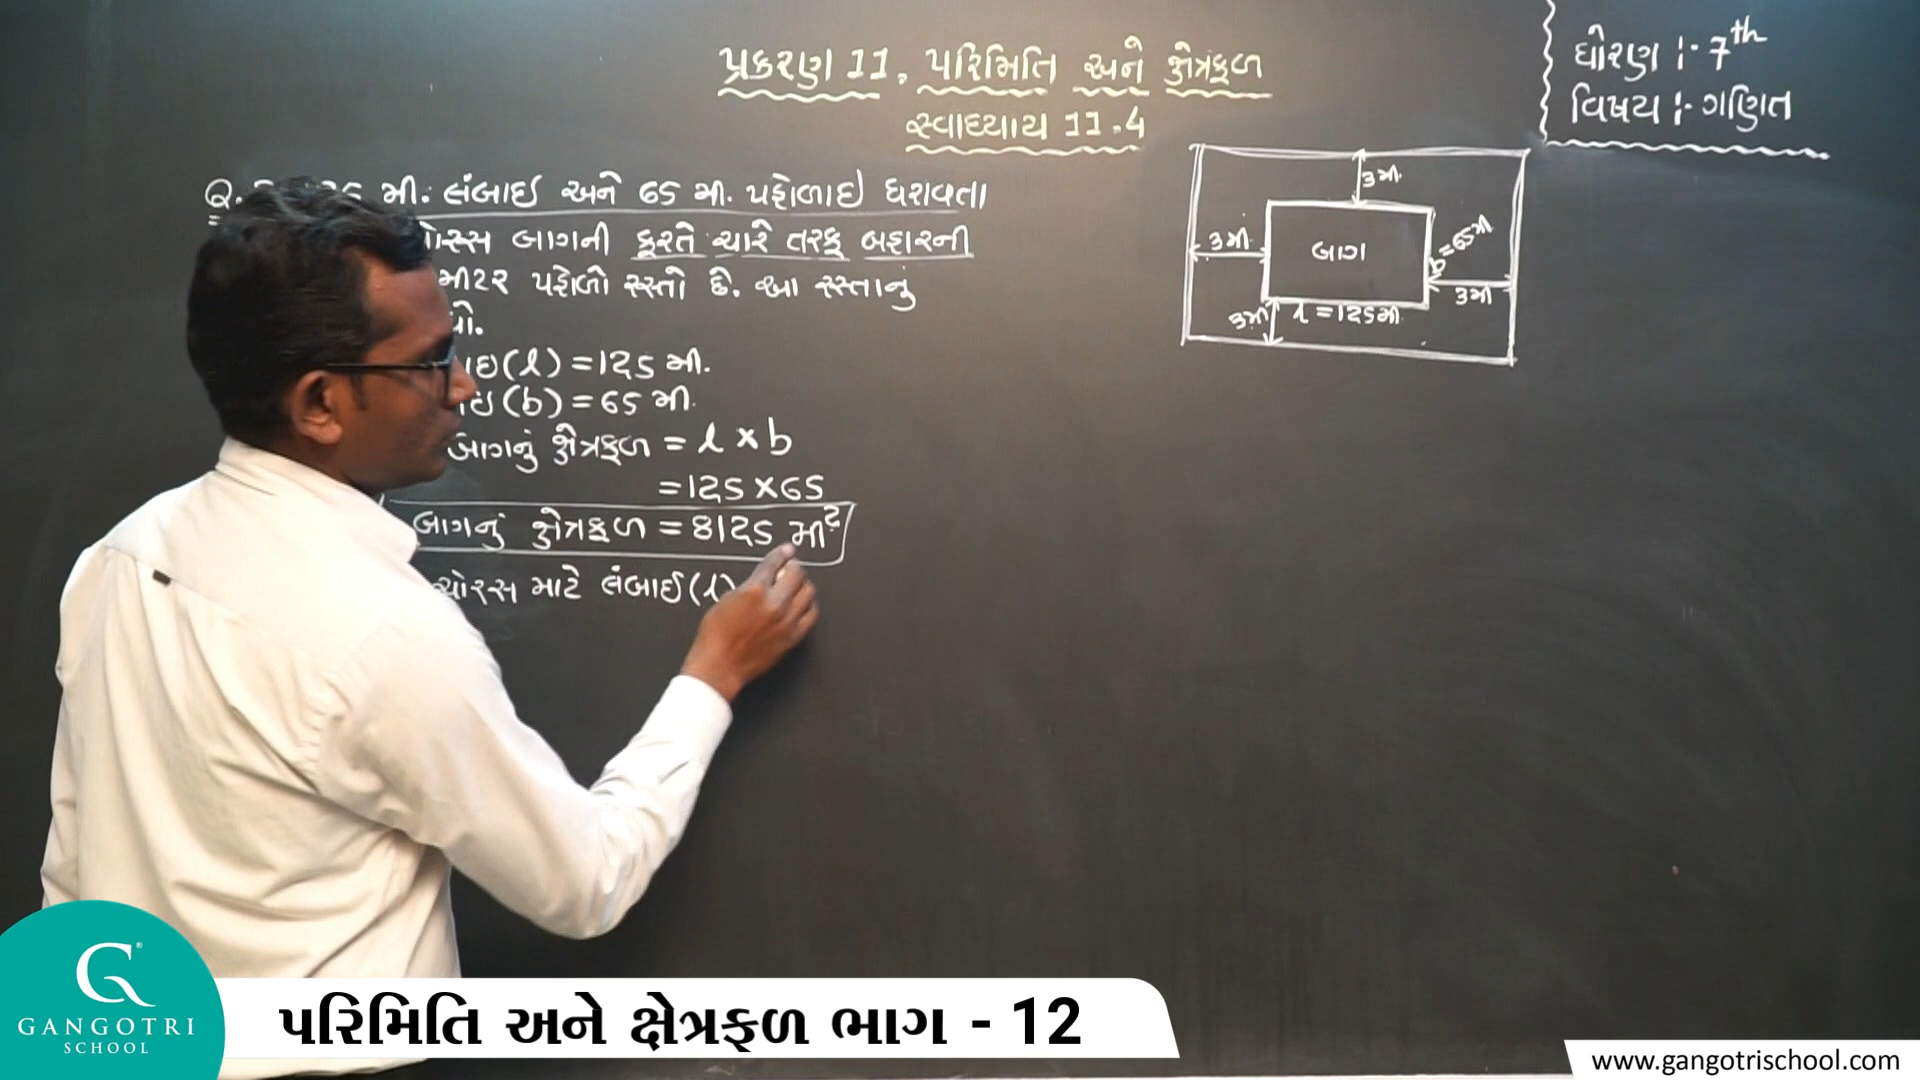 પ્રકરણ 11. પરિમિતિ અને ક્ષેત્રફળ
સ્વાધ્યાય 11.4
ધોરણ :- 7th
વિષય :- ગણિત
Q. મી. લંબાઈ અને 65 મી. પહોળાઈ ધરાવતા
બાગની ફરતે ચારે તરફ બહારની
મીટર પહોળો રસ્તો છે. આ રસ્તાનું
(l) = 125 મી.
(b) = 65 મી.
બાગનું ક્ષેત્રફળ = l × b
= 125 × 65
બાગનું ક્ષેત્રફળ = 8125 મી²
ચોરસ માટે લંબાઈ (l)
3 મી.
3 મી.
બાગ
b = 65 મી
3 મી
3 મી
l = 125 મી.
GANGOTRI
SCHOOL
પરિમિતિ અને ક્ષેત્રફળ ભાગ - 12
www.gangotrischool.com